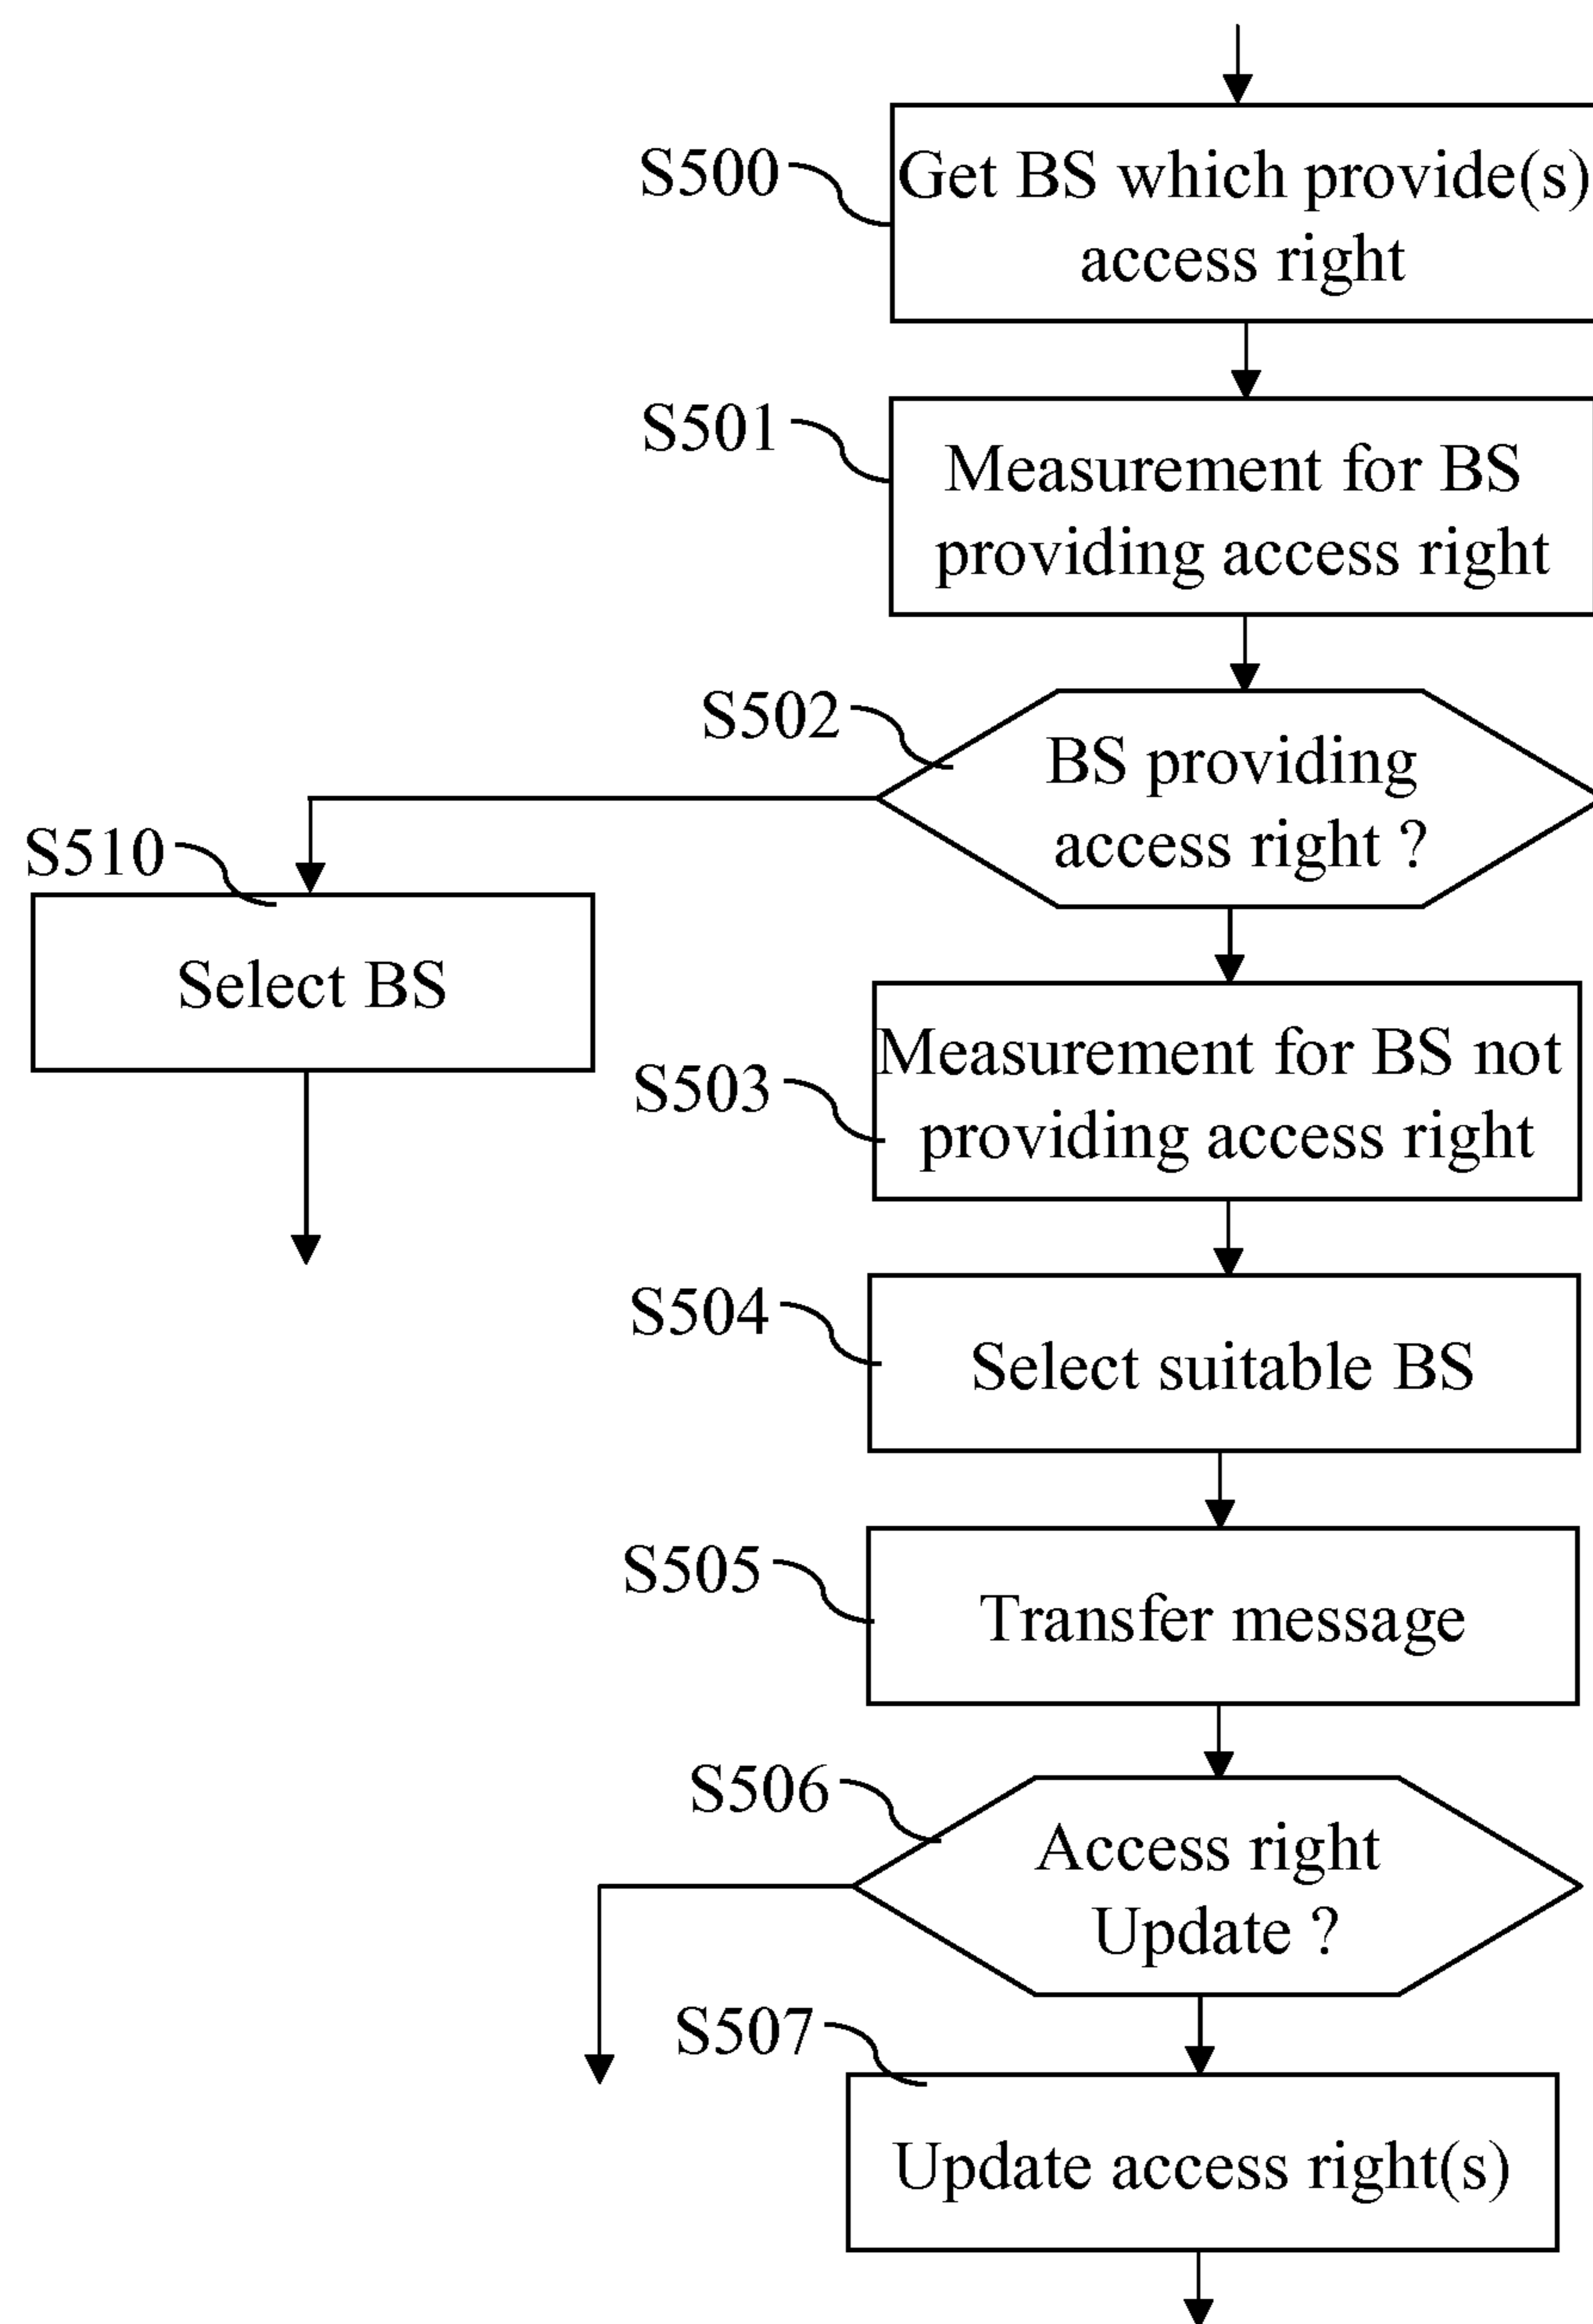 S500
Get BS which provide(s)
access right
S501
Measurement for BS
providing access right
S502
BS providing
access right ?
S510
Select BS
Measurement for BS not
S503
providing access right
S504
Select suitable BS
S505
Transfer message
S506
Access right
Update ?
S507
Update access right(s)